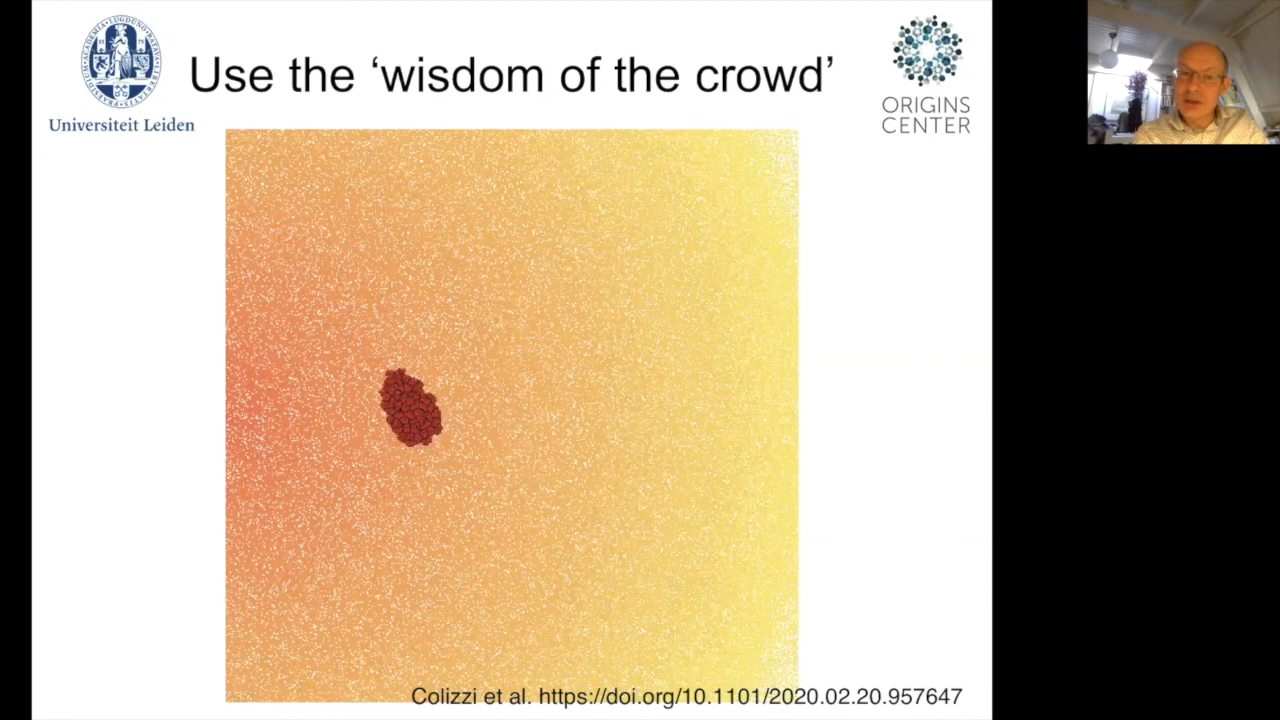 Use the ‘wisdom of the crowd’
Universiteit Leiden
ORIGINS
CENTER
Colizzi et al. https://doi.org/10.1101/2020.02.20.957647